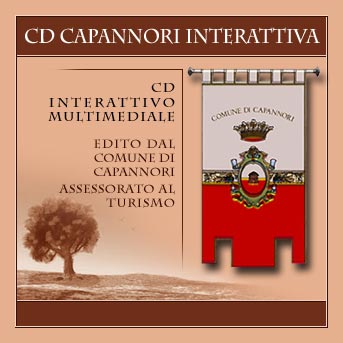 CD CAPANNORI INTERATTIVA
CD
INTERATTIVO
MULTIMEDIALE
EDITO DAL
COMUNE DI
CAPANNORI
ASSESSORATO AL
TURISMO
COMUNE DI CAPANNORI